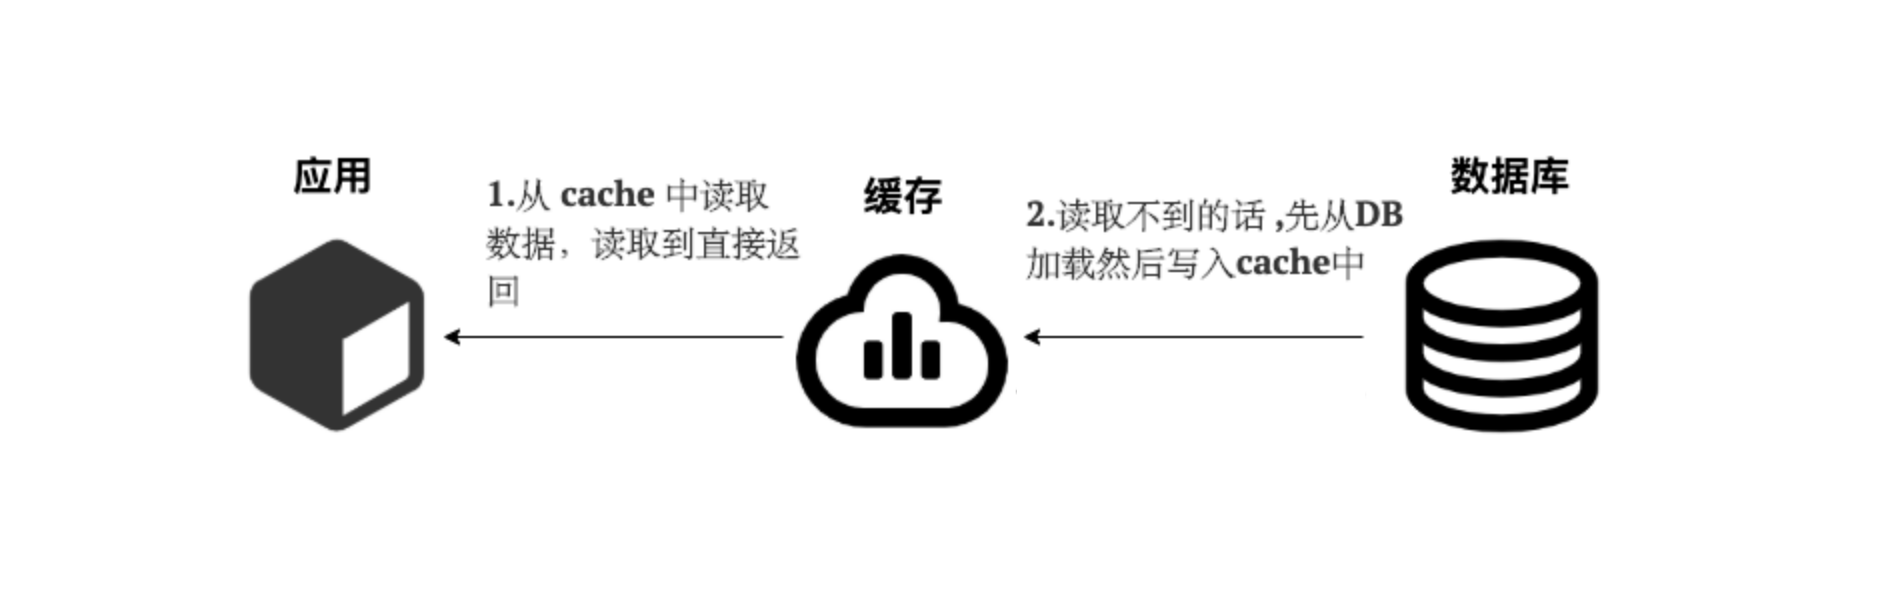 应用
1.从 cache 中读取
数据，读取到直接返
回
缓存
2.读取不到的话 ,先从DB
加载然后写入cache中
数据库